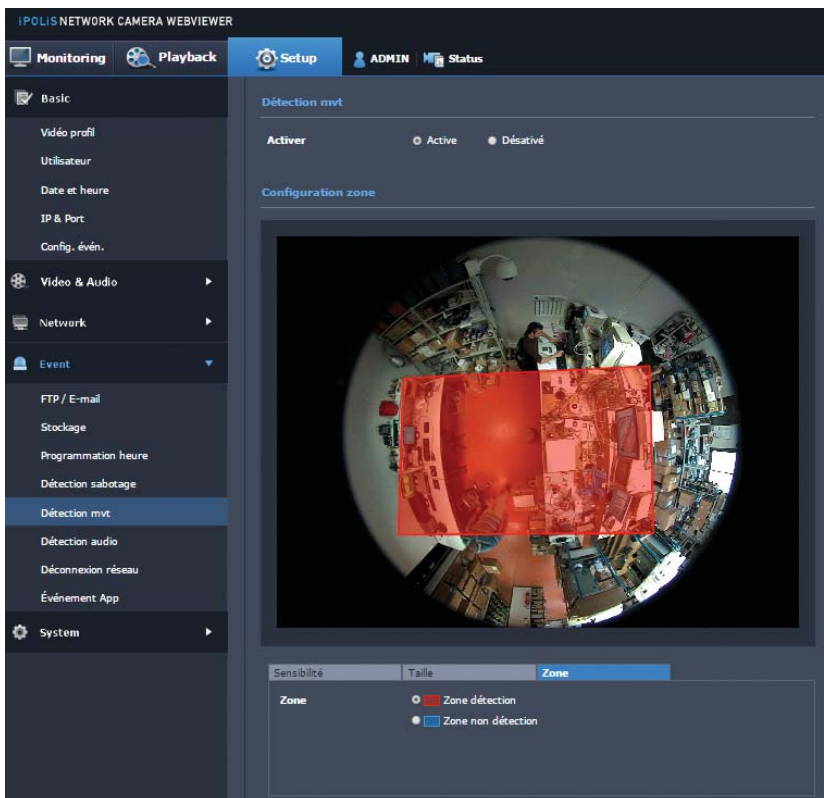 iPOLiS NETWORK CAMERA WEBVIEWER
Monitoring
Playback
Setup
ADMIN
Status
Basic
Vidéo profil
Utilisateur
Date et heure
IP & Port
Config. évén.
Video & Audio
Network
Event
FTP / E-mail
Stockage
Programmation heure
Détection sabotage
Détection mvt
Détection audio
Déconnexion réseau
Événement App
System
Détection mvt
Activer
Active
Désativé
Configuration zone
Sensibilité
Taille
Zone
Zone
Zone détection
Zone non détection